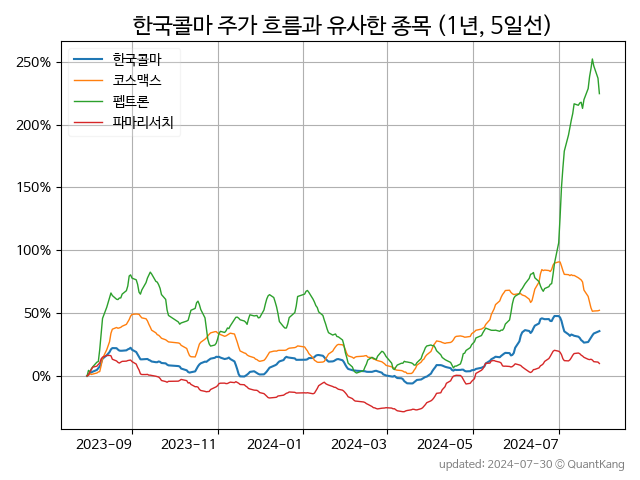 한국콜마 주가 흐름과 유사한 종목 (1년, 5일선)
한국콜마
코스맥스
펩트론
파마리서치
250%
200%
150%
100%
50%
0%
2023-09 2023-11 2024-01 2024-03 2024-05 2024-07
updated: 2024-07-30 © QuantKang